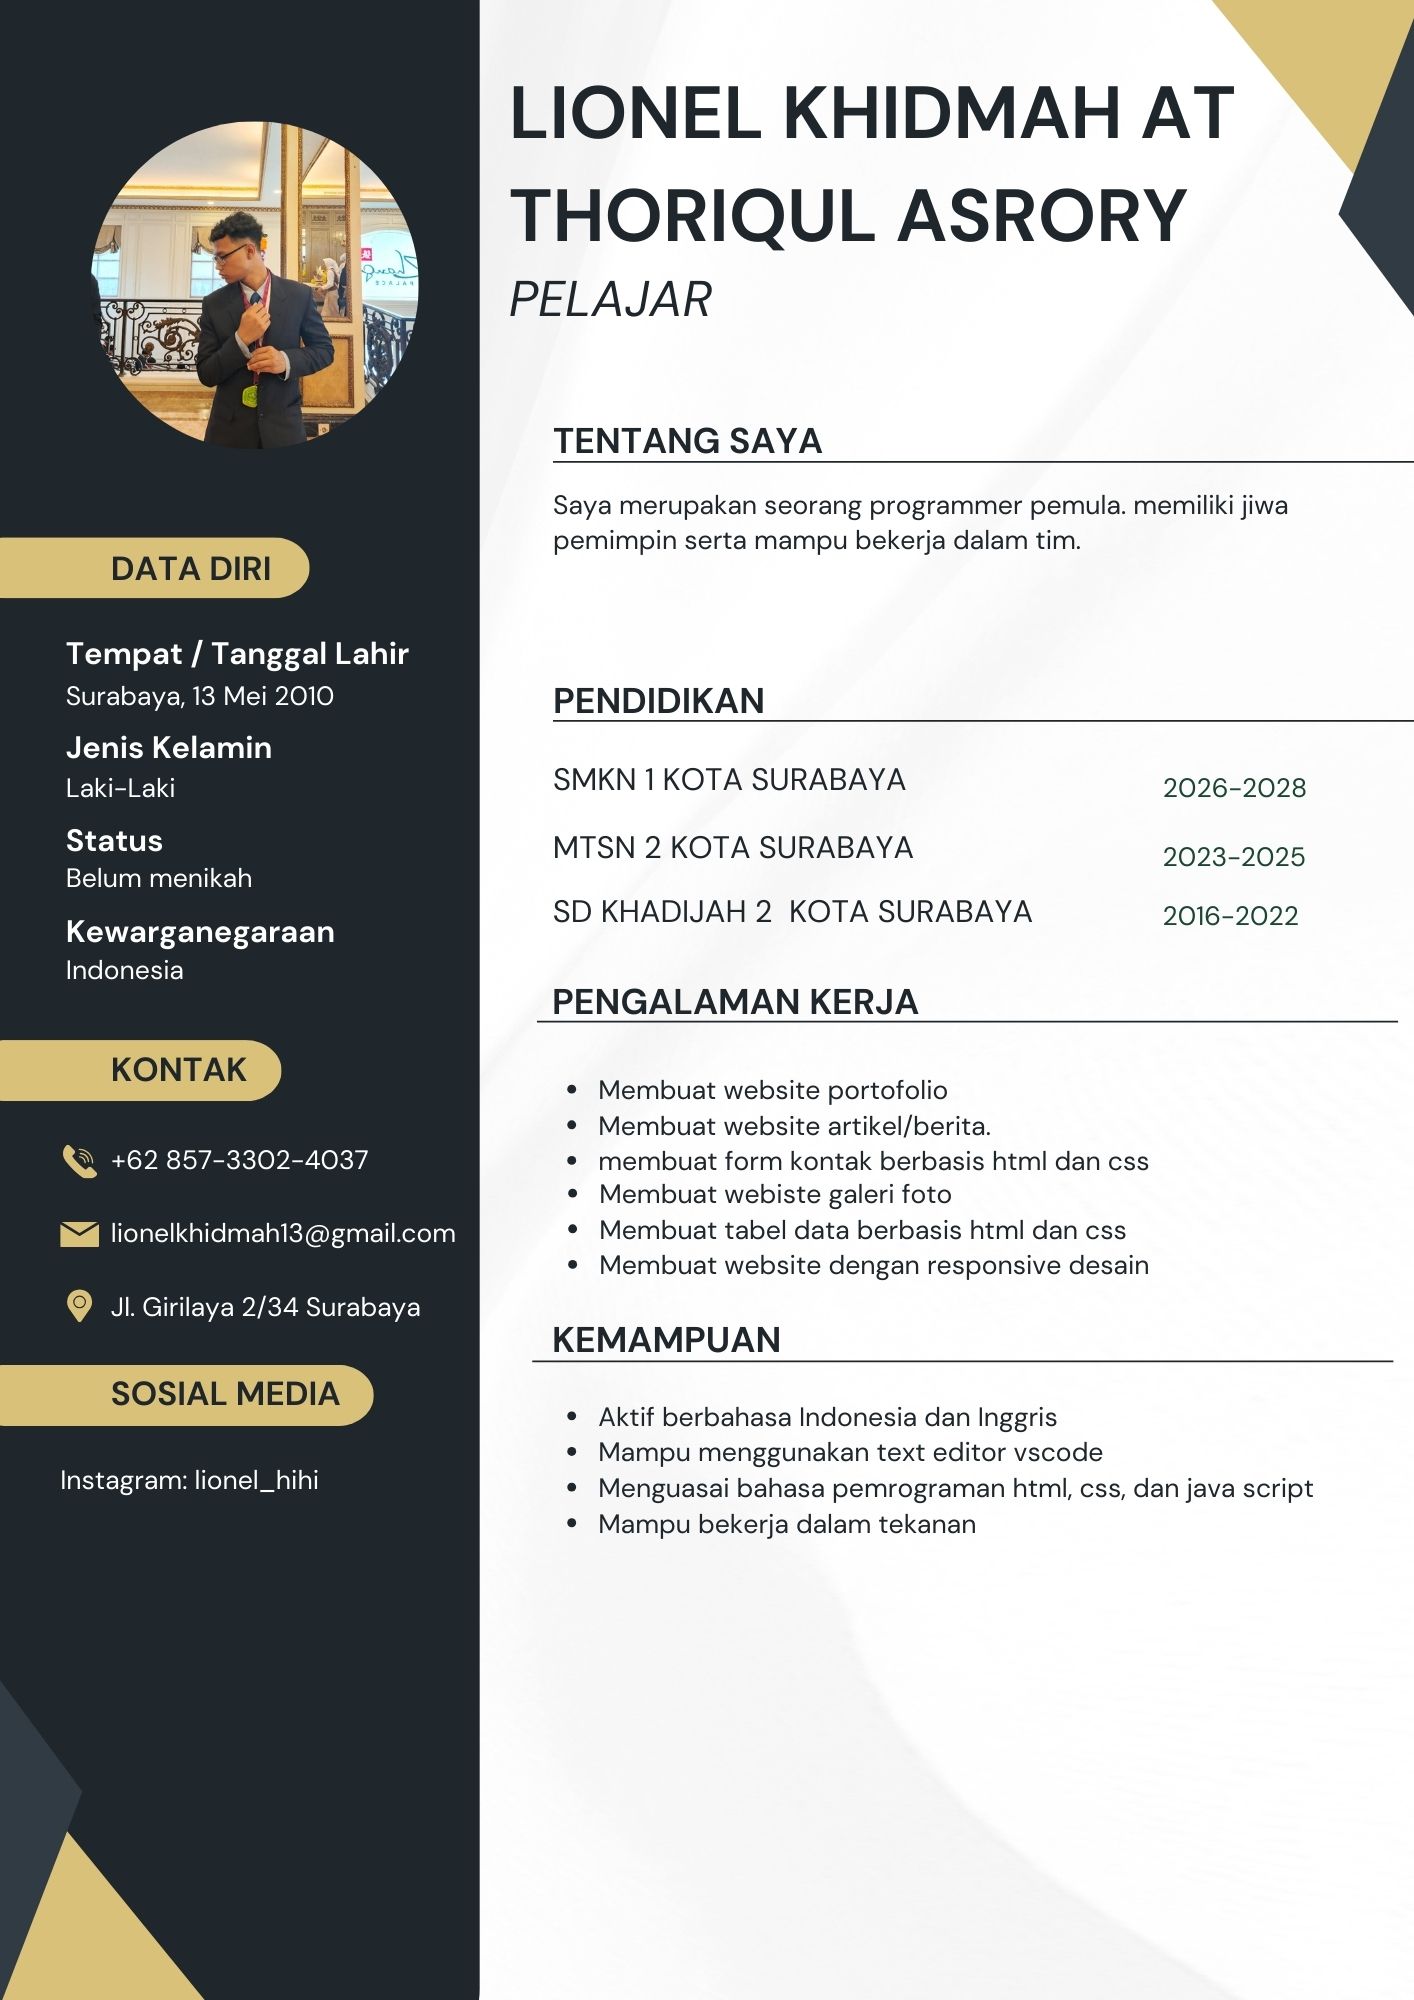 LIONEL KHIDMAH AT
THORIQUL ASRORY
PELAJAR
DATA DIRI
Tempat / Tanggal Lahir
Surabaya, 13 Mei 2010
Jenis Kelamin
Laki-Laki
Status
Belum menikah
Kewarganegaraan
Indonesia
KONTAK
+62 857-3302-4037
lionelkhidmah13@gmail.com
Jl. Girilaya 2/34 Surabaya
SOSIAL MEDIA
Instagram: lionel_hihi
TENTANG SAYA
Saya merupakan seorang programmer pemula. memiliki jiwa
pemimpin serta mampu bekerja dalam tim.
PENDIDIKAN
SMKN 1 KOTA SURABAYA 2026-2028
MTSN 2 KOTA SURABAYA 2023-2025
SD KHADIJAH 2  KOTA SURABAYA 2016-2022
PENGALAMAN KERJA
• Membuat website portofolio
• Membuat website artikel/berita.
• membuat form kontak berbasis html dan css
• Membuat webiste galeri foto
• Membuat tabel data berbasis html dan css
• Membuat website dengan responsive desain
KEMAMPUAN
• Aktif berbahasa Indonesia dan Inggris
• Mampu menggunakan text editor vscode
• Menguasai bahasa pemrograman html, css, dan java script
• Mampu bekerja dalam tekanan